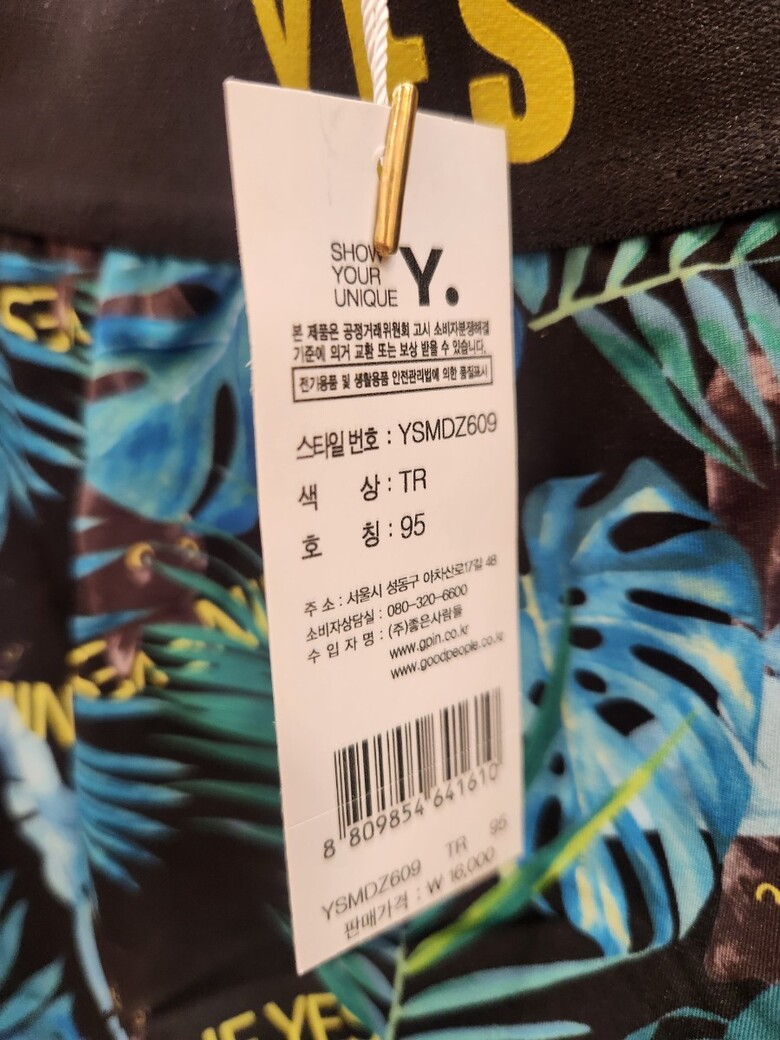 YES
SHOW
YOUR
UNIQUE
Y.
본 제품은 공정거래위원회 고시 소비자분쟁해결
기준에 의거 교환 또는 보상 받을 수 있습니다.
전기용품 및 생활용품 안전관리법에 의한 품질표시
스타일 번호 : YSMDZ609
색 상 : TR
호 칭 : 95
주 소 : 서울시 성동구 아차산로17길 48
소비자상담실 : 080-320-6600
수 입 자 명 : (주)좋은사람들
www.gpin.co.kr
www.goodpeople.co.kr
8 809854 641610
YSMDZ609 TR 95
판매가격 : ₩ 16,000
YES